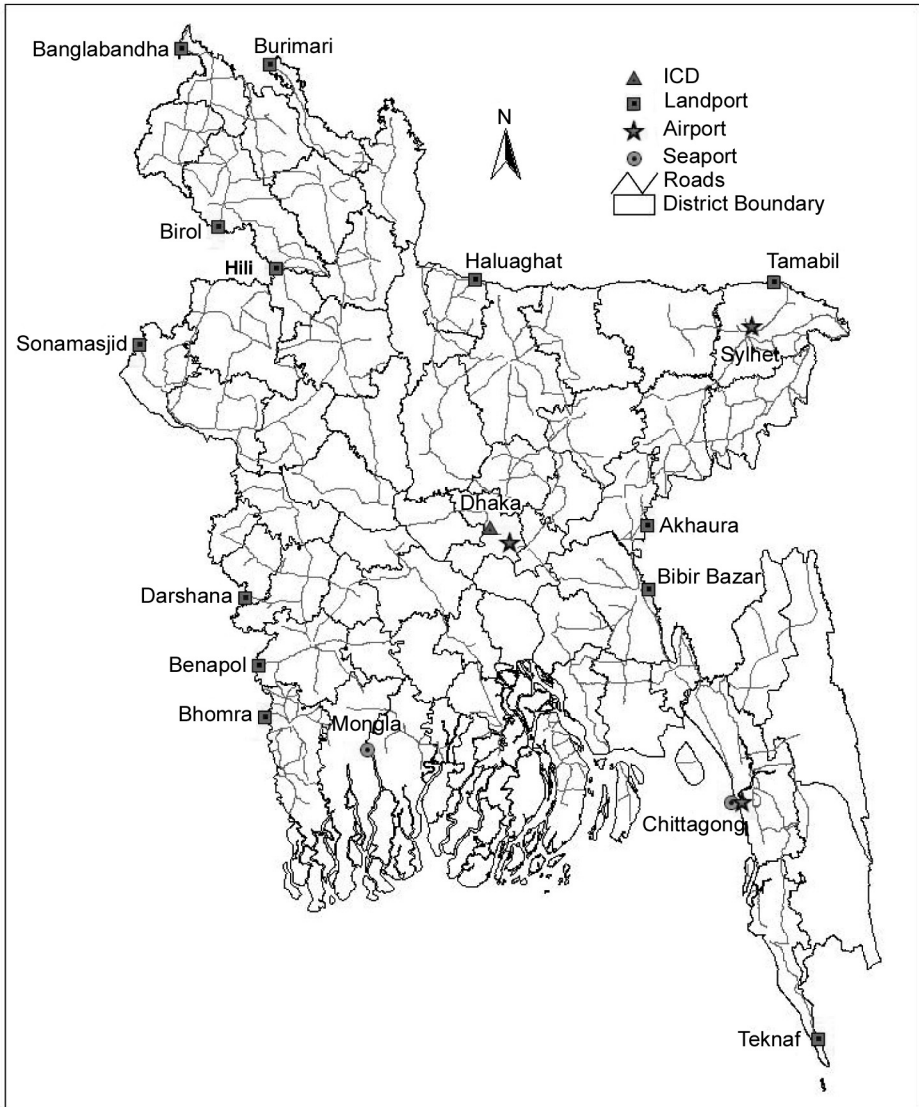 Banglabandha
Burimari
ICD
Landport
Airport
Seaport
Roads
District Boundary
N
Birol
Hili
Haluaghat
Tamabil
Sonamasjid
Sylhet
Dhaka
Akhaura
Bibir Bazar
Darshana
Benapol
Bhomra
Mongla
Chittagong
Teknaf